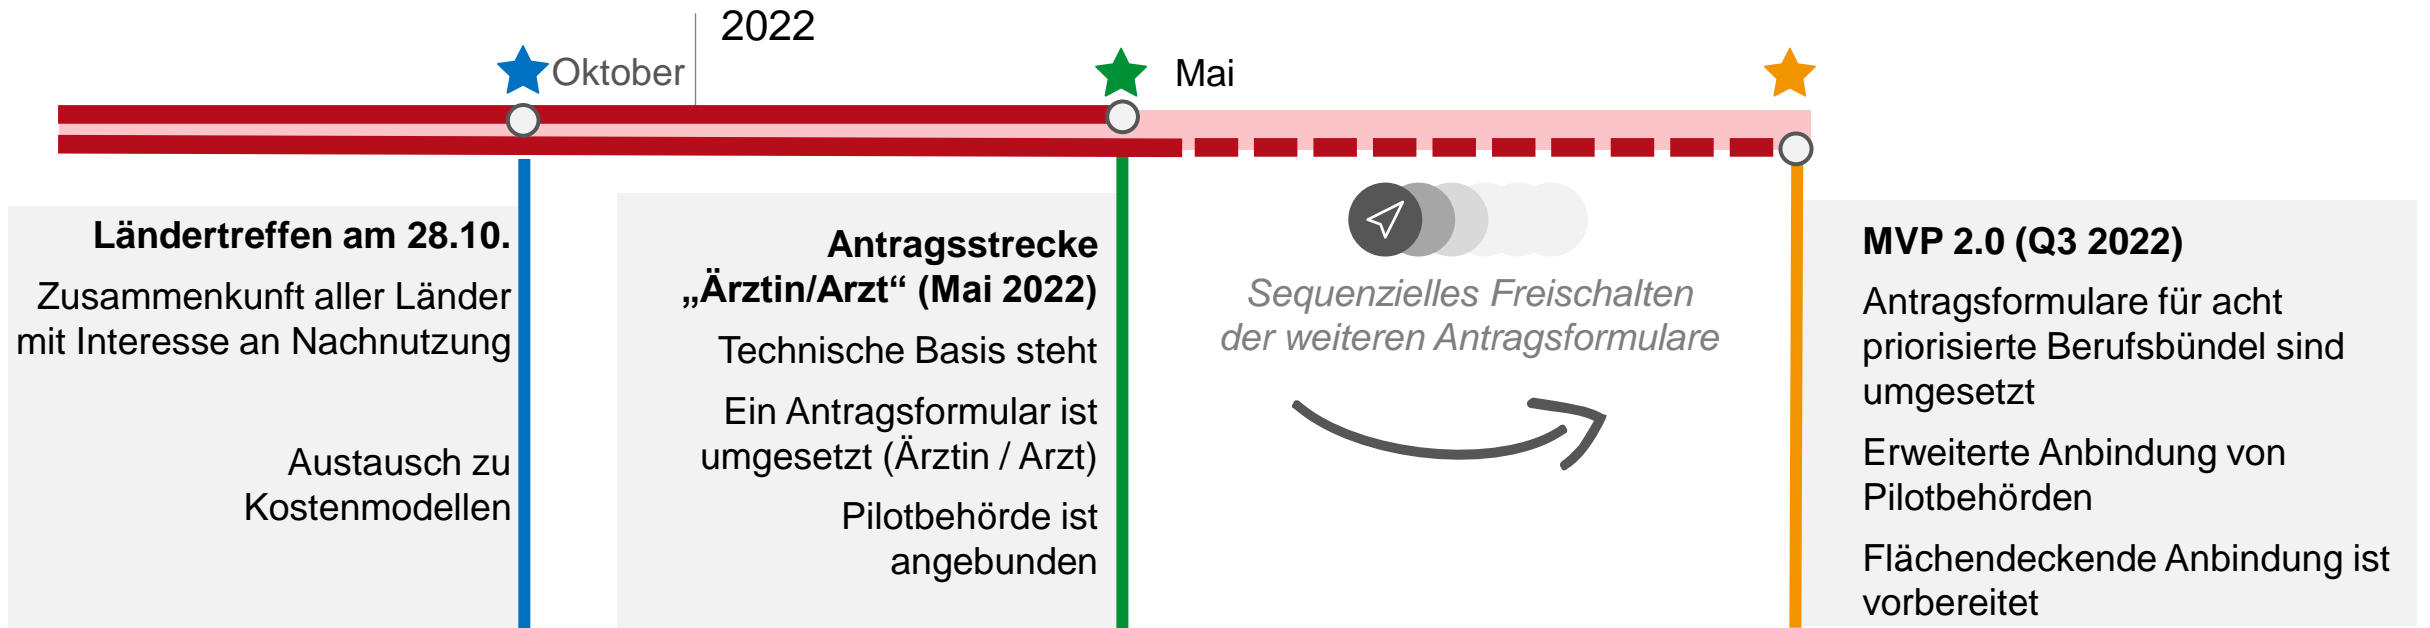 2022
Oktober
Mai
Ländertreffen am 28.10.
Zusammenkunft aller Länder
mit Interesse an Nachnutzung
Austausch zu
Kostenmodellen
Antragsstrecke
„Ärztin/Arzt“ (Mai 2022)
Technische Basis steht
Ein Antragsformular ist
umgesetzt (Ärztin / Arzt)
Pilotbehörde ist
angebunden
Sequenzielles Freischalten
der weiteren Antragsformulare
MVP 2.0 (Q3 2022)
Antragsformulare für acht
priorisierte Berufsbündel sind
umgesetzt
Erweiterte Anbindung von
Pilotbehörden
Flächendeckende Anbindung ist
vorbereitet